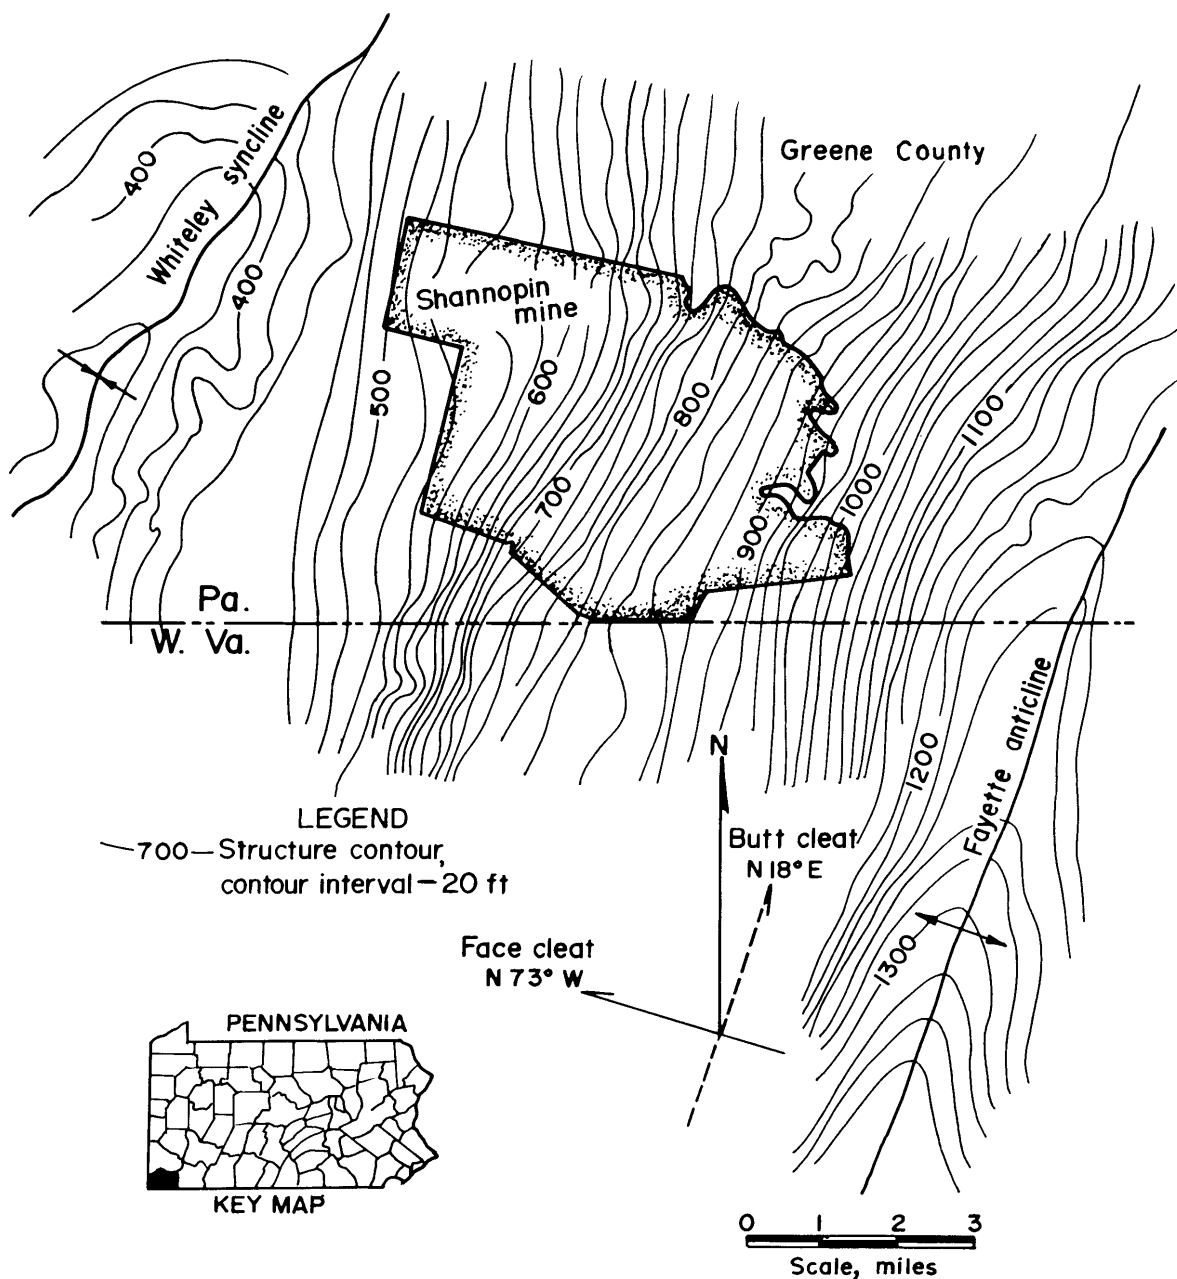 Greene County
Whiteley syncline
400
400
Shannopin
mine
500
600
700
800
900
1000
1100
Pa.
W. Va.
1200
1300
Fayette anticline
N
Butt cleat
N 18° E
Face cleat
N 73° W
LEGEND
700 — Structure contour,
contour interval — 20 ft
PENNSYLVANIA
KEY MAP
0 1 2 3
Scale, miles